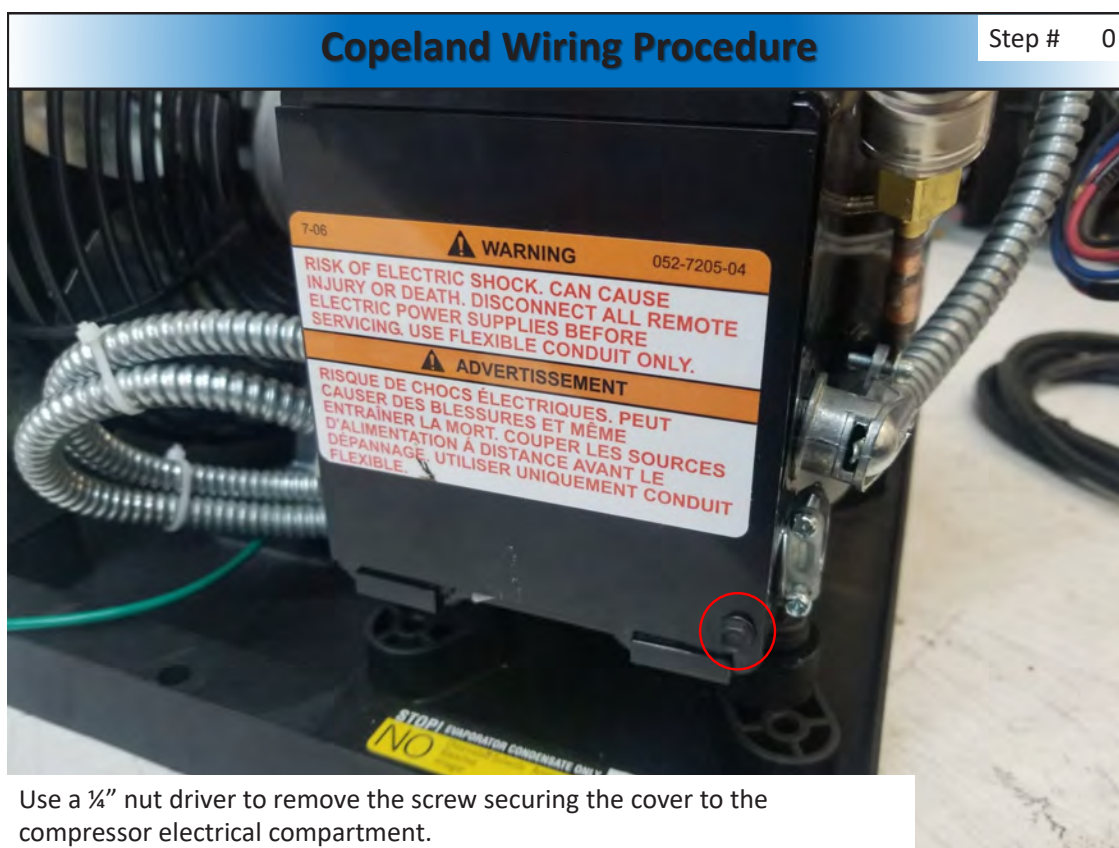 Copeland Wiring Procedure
Step # 0
7-06
WARNING
052-7205-04
RISK OF ELECTRIC SHOCK. CAN CAUSE
INJURY OR DEATH. DISCONNECT ALL REMOTE
ELECTRIC POWER SUPPLIES BEFORE
SERVICING. USE FLEXIBLE CONDUIT ONLY.
ADVERTISSEMENT
RISQUE DE CHOCS ÉLECTRIQUES. PEUT
CAUSER DES BLESSURES ET MÊME
ENTRAÎNER LA MORT. COUPER LES SOURCES
D'ALIMENTATION Á DISTANCE AVANT LE
DÉPANNAGE. UTILISER UNIQUEMENT CONDUIT
FLEXIBLE.
STOP! EVAPORATOR CONDENSATE ONLY
NO
Use a ¼” nut driver to remove the screw securing the cover to the
compressor electrical compartment.